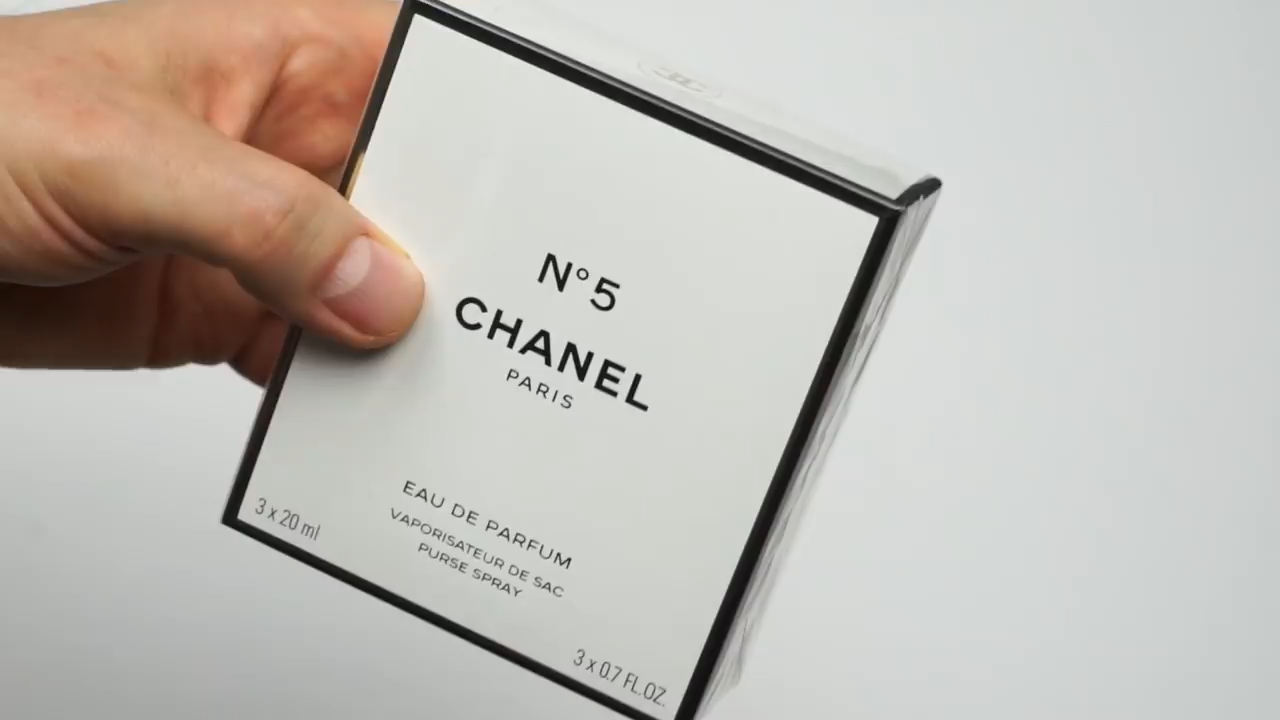 N°5
CHANEL
PARIS
EAU DE PARFUM
VAPORISATEUR DE SAC
PURSE SPRAY
3 x 20 ml
3 x 0.7 FL.OZ.